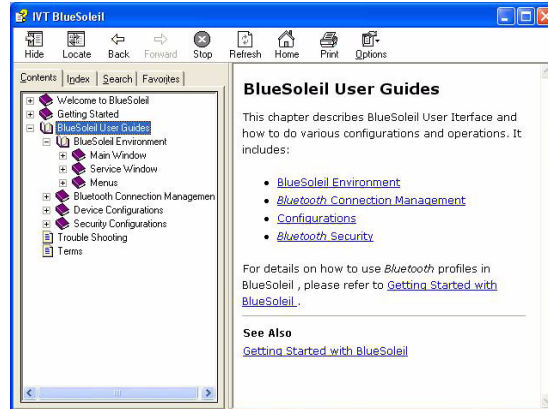 IVT BlueSoleil
Hide Locate Back Forward Stop Refresh Home Print Options
Contents Index Search Favorites
Welcome to BlueSoleil
Getting Started
BlueSoleil User Guides
BlueSoleil Environment
Main Window
Service Window
Menus
Bluetooth Connection Managemen
Device Configurations
Security Configurations
Trouble Shooting
Terms
BlueSoleil User Guides
This chapter describes BlueSoleil User Iterface and
how to do various configurations and operations. It
includes:
BlueSoleil Environment
Bluetooth Connection Management
Configurations
Bluetooth Security
For details on how to use Bluetooth profiles in
BlueSoleil , please refer to Getting Started with
BlueSoleil .
See Also
Getting Started with BlueSoleil